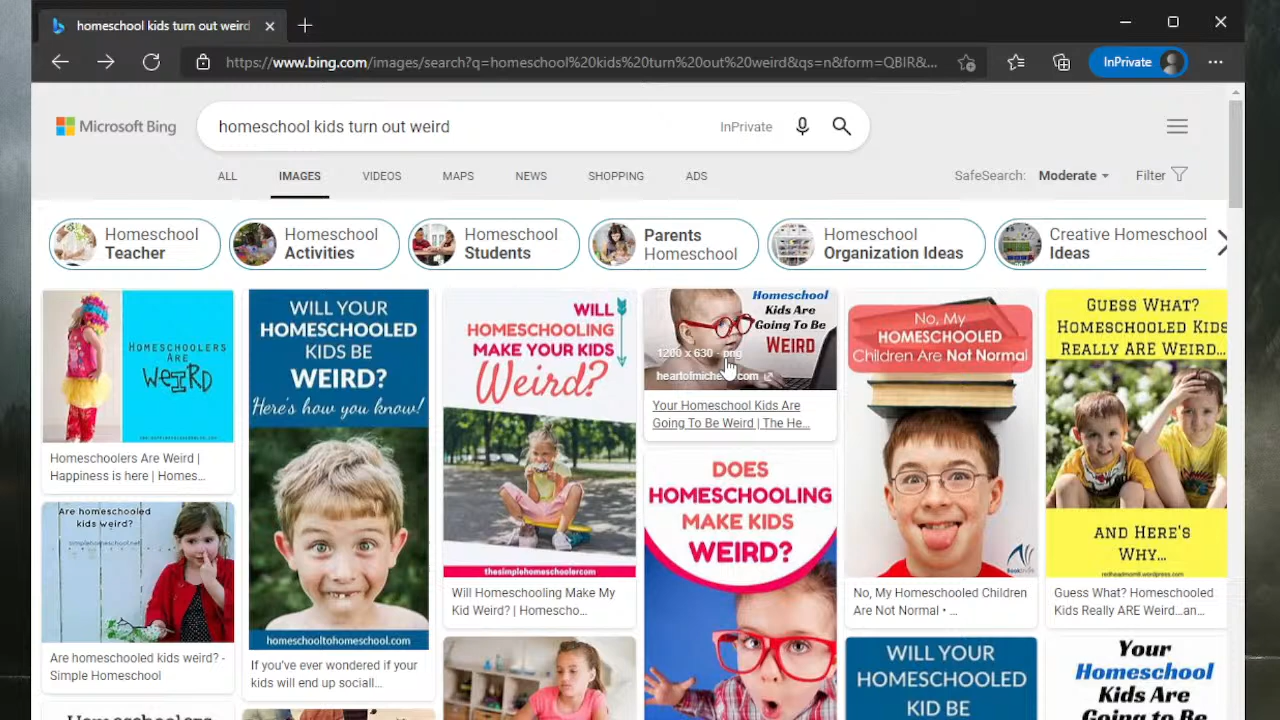 homeschool kids turn out weird
https://www.bing.com/images/search?q=homeschool%20kids%20turn%20out%20weird&qs=n&form=QBIR&...
InPrivate
Microsoft Bing
homeschool kids turn out weird
InPrivate
ALL
IMAGES
VIDEOS
MAPS
NEWS
SHOPPING
ADS
SafeSearch: Moderate
Filter
Homeschool
Teacher
Homeschool
Activities
Homeschool
Students
Parents
Homeschool
Homeschool
Organization Ideas
Creative Homeschool
Ideas
HOMESCHOOLERS
ARE
WEIRD
Homeschoolers Are Weird |
Happiness is here | Homes...
Are homeschooled
kids weird?
simplehomeschool.net
Are homeschooled kids weird? -
Simple Homeschool
Homeschoolers
WILL YOUR
HOMESCHOOLED
KIDS BE
WEIRD?
Here's how you know!
homeschooltohomeschool.com
If you've ever wondered if your
kids will end up sociall...
WILL
HOMESCHOOLING
MAKE YOUR KIDS
Weird?
thesimplehomeschooler.com
Will Homeschooling Make My
Kid Weird? | Homescho...
Homeschool
Kids Are
Going To Be
WEIRD
1200 x 630 · png
Your Homeschool Kids Are
Going To Be Weird | The He...
DOES
HOMESCHOOLING
MAKE KIDS
WEIRD?
No, My
HOMESCHOOLED
Children Are Not Normal
No, My Homeschooled Children
Are Not Normal • ...
WILL YOUR
HOMESCHOOLED
KID BE
GUESS WHAT?
HOMESCHOOLED KIDS
REALLY ARE WEIRD...
AND HERE'S
WHY...
redheadmom8.wordpress.com
Guess What? Homeschooled
Kids Really ARE Weird...an...
Your
Homeschool
Kids Are
Going to Be